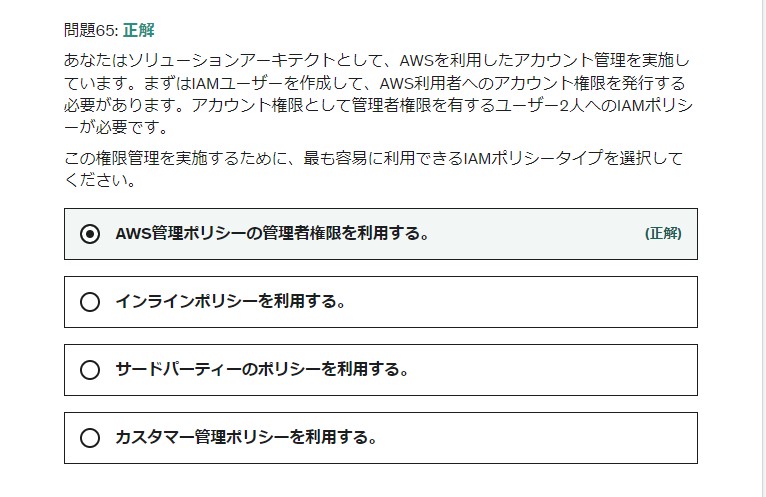 問題65: 正解
あなたはソリューションアーキテクトとして、AWSを利用したアカウント管理を実施し
ています。まずはIAMユーザーを作成して、AWS利用者へのアカウント権限を発行する
必要があります。アカウント権限として管理者権限を有するユーザー2人へのIAMポリシ
ーが必要です。
この権限管理を実施するために、最も容易に利用できるIAMポリシータイプを選択して
ください。
AWS管理ポリシーの管理者権限を利用する。 (正解)
インラインポリシーを利用する。
サードパーティーのポリシーを利用する。
カスタマー管理ポリシーを利用する。